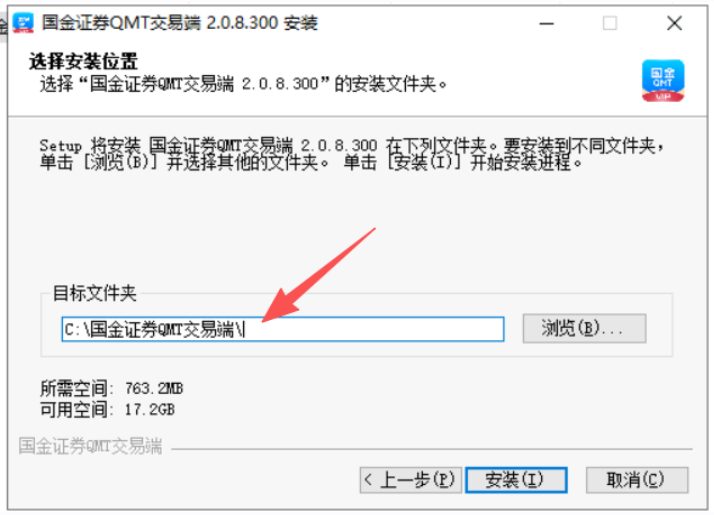 国金证券QMT交易端 2.0.8.300 安装
选择安装位置
选择“国金证券QMT交易端 2.0.8.300”的安装文件夹。
国金
QMT
VIP
Setup 将安装 国金证券QMT交易端 2.0.8.300 在下列文件夹。要安装到不同文件夹，
单击 [浏览(B)] 并选择其他的文件夹。 单击 [安装(I)] 开始安装进程。
目标文件夹
C:\国金证券QMT交易端\
浏览(B)...
所需空间: 763.2MB
可用空间: 17.2GB
国金证券QMT交易端
< 上一步(P)
安装(I)
取消(C)